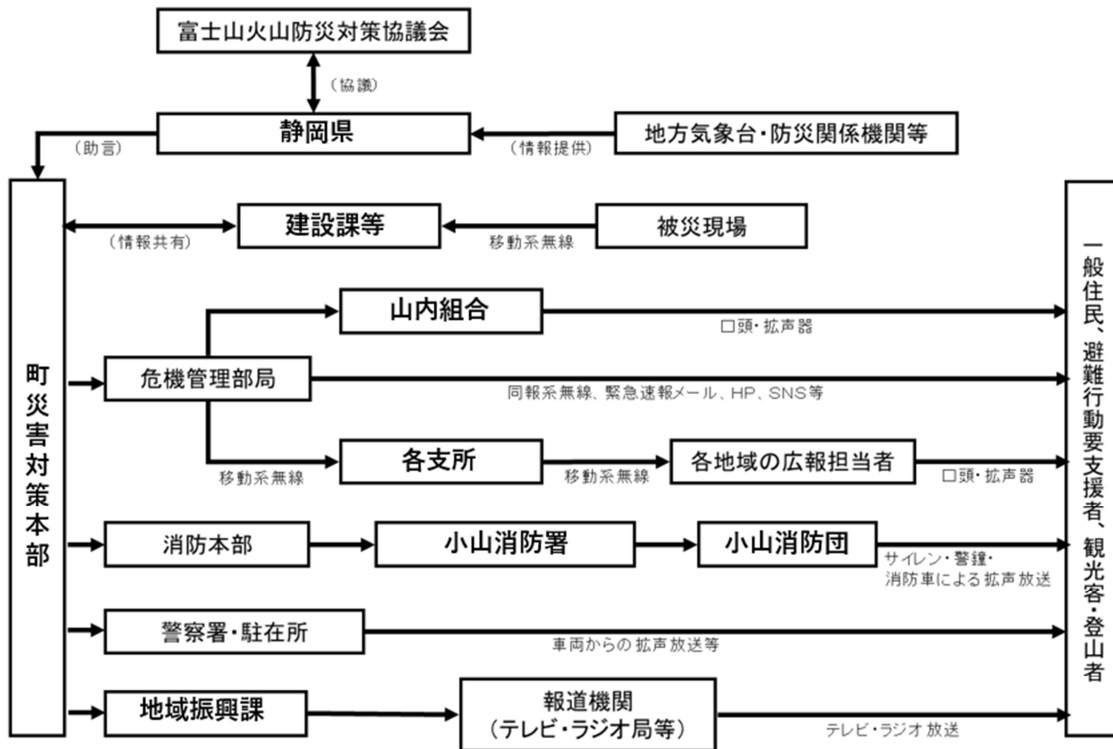 富士山火山防災対策協議会
(協議)
静岡県
(助言)
(情報提供)
地方気象台・防災関係機関等
町災害対策本部
(情報共有)
建設課等
移動系無線
被災現場
山内組合
口頭・拡声器
危機管理部局
同報系無線、緊急速報メール、HP、SNS等
移動系無線
各支所
移動系無線
各地域の広報担当者
口頭・拡声器
消防本部
小山消防署
小山消防団
サイレン・警鐘・
消防車による拡声放送
警察署・駐在所
車両からの拡声放送等
地域振興課
報道機関
(テレビ・ラジオ局等)
テレビ・ラジオ放送
一般住民、避難行動要支援者、観光客・登山者